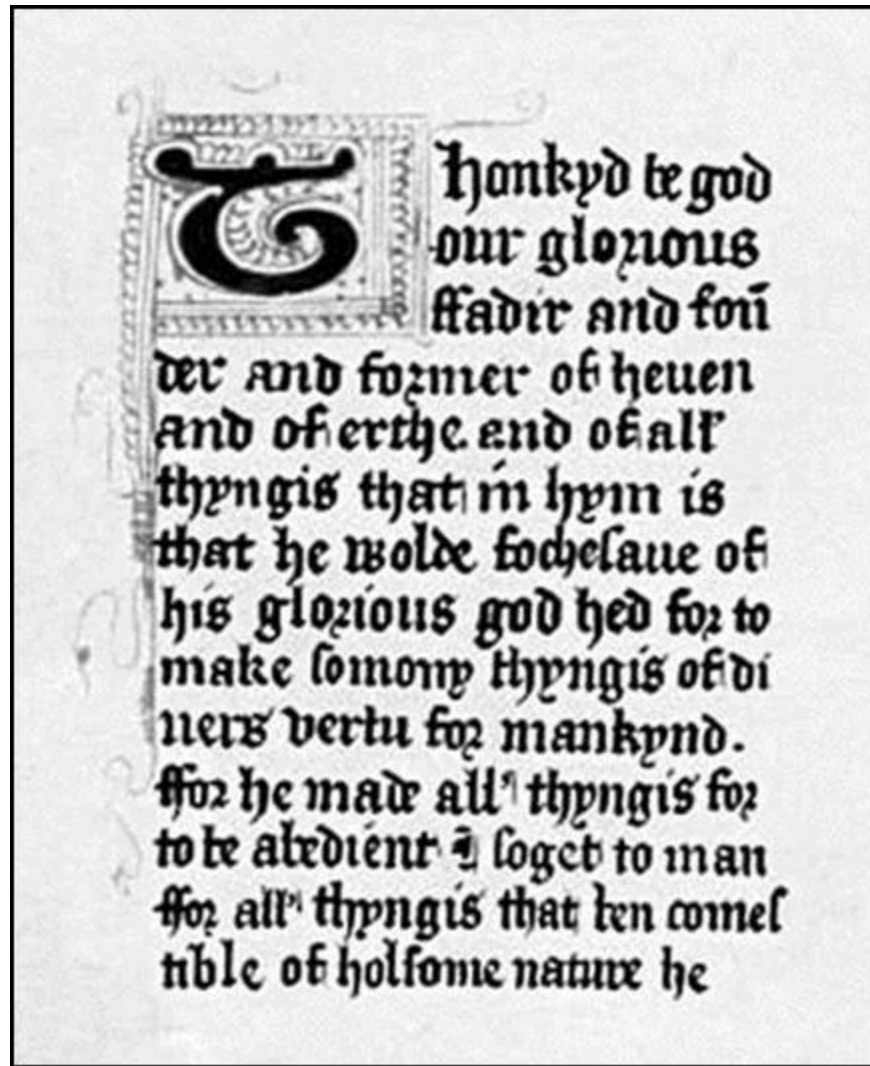 Thonkyd be god
our glorious
ffadir and foū
der and former of heuen
and of erthe and of all
thyngis that in hym is
that he wolde fochesaue of
his glorious god hed for to
make somony thyngis of di
uers vertu for mankynd.
ffor he made all thyngis for
to be abedient ⁊ soget to man
ffor all thyngis that ben comes
tible of holsome nature he